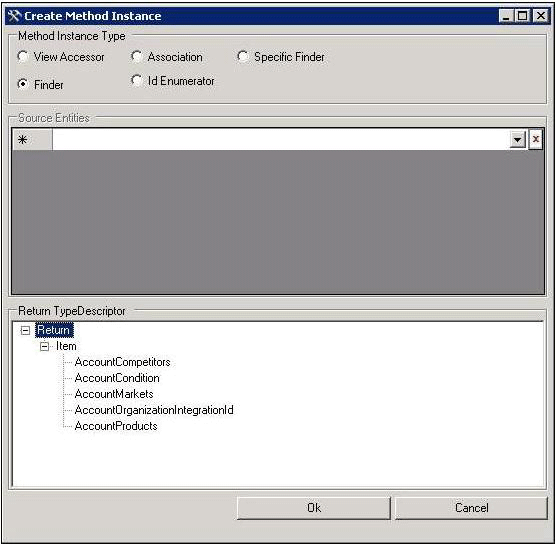 Create Method Instance
Method Instance Type
View Accessor Association Specific Finder
Finder Id Enumerator
Source Entities
* x
Return TypeDescriptor
Return
Item
AccountCompetitors
AccountCondition
AccountMarkets
AccountOrganizationIntegrationId
AccountProducts
Ok Cancel